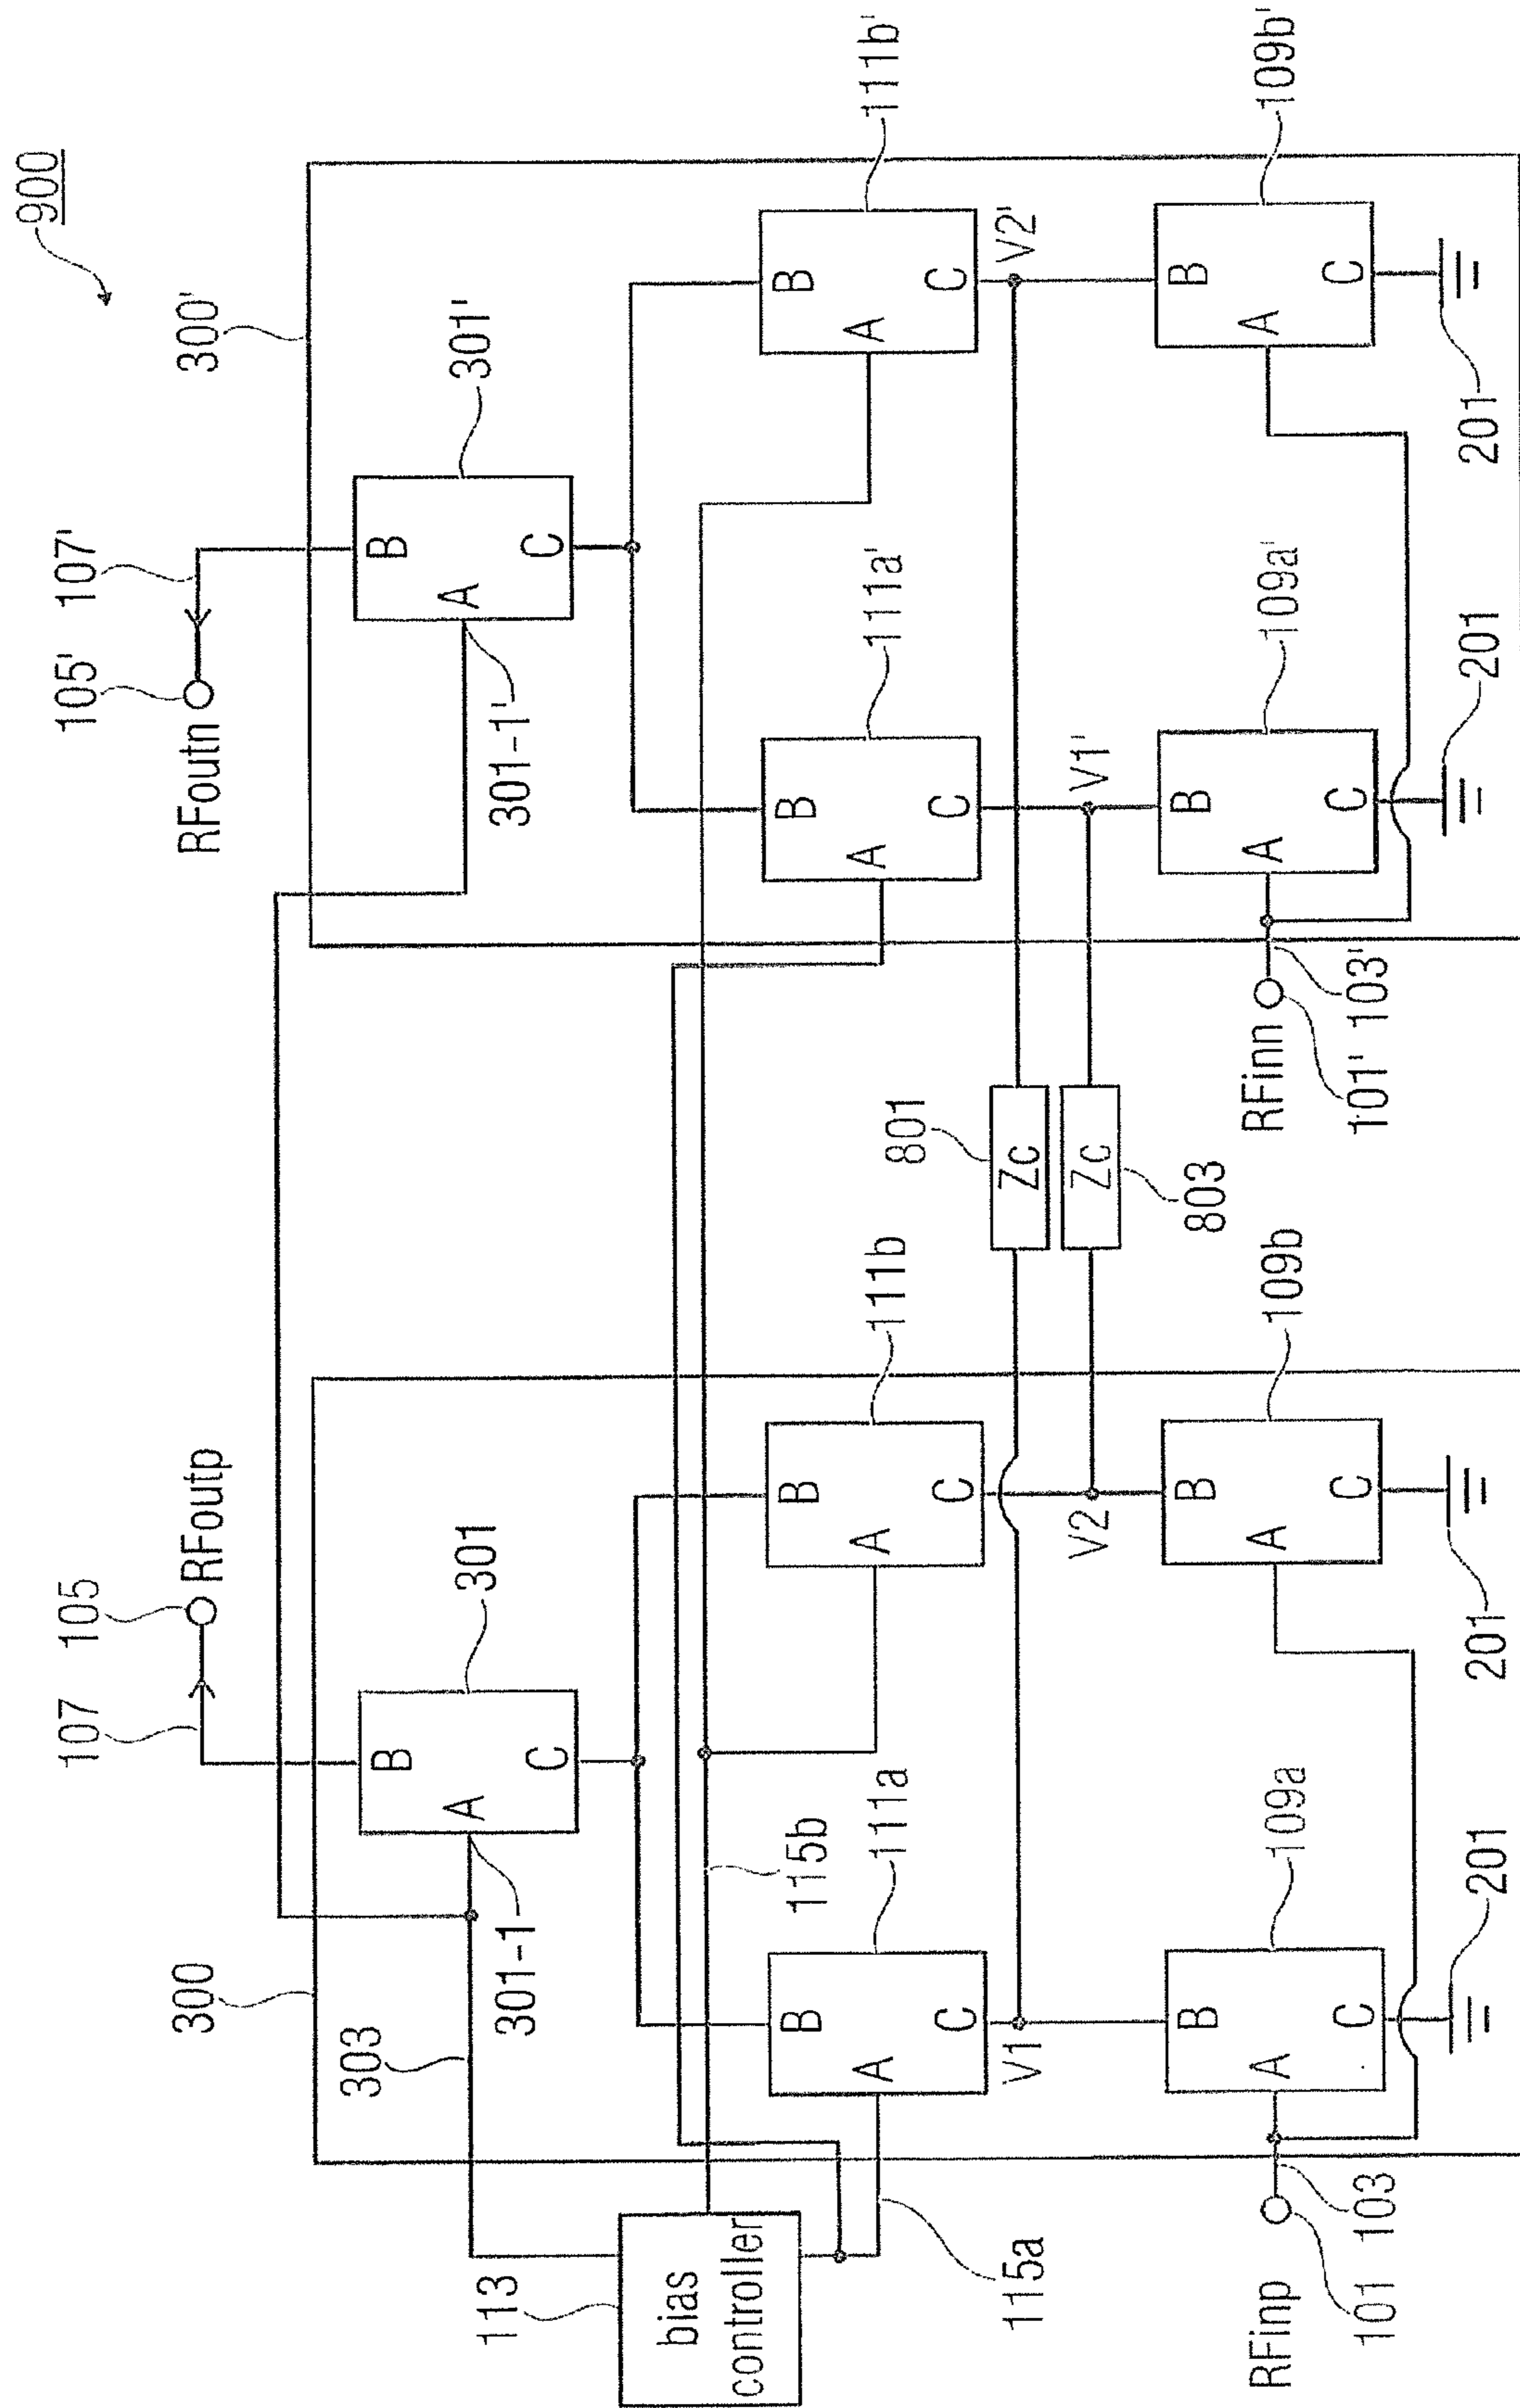 900
105'
107'
RFoutn
300'
301'
301-1'
111a'
111b'
V1'
V2'
109a'
109b'
201
201
101'
103'
RFinn
801
Zc
Zc
803
107
105
RFoutp
300
301
303
301-1
113
bias
controller
115a
115b
111a
111b
V1
V2
109a
109b
201
201
RFinp
101
103
B
A
C
B
A
C
B
A
C
B
A
C
B
A
C
B
A
C
B
A
C
B
A
C
B
A
C
B
A
C